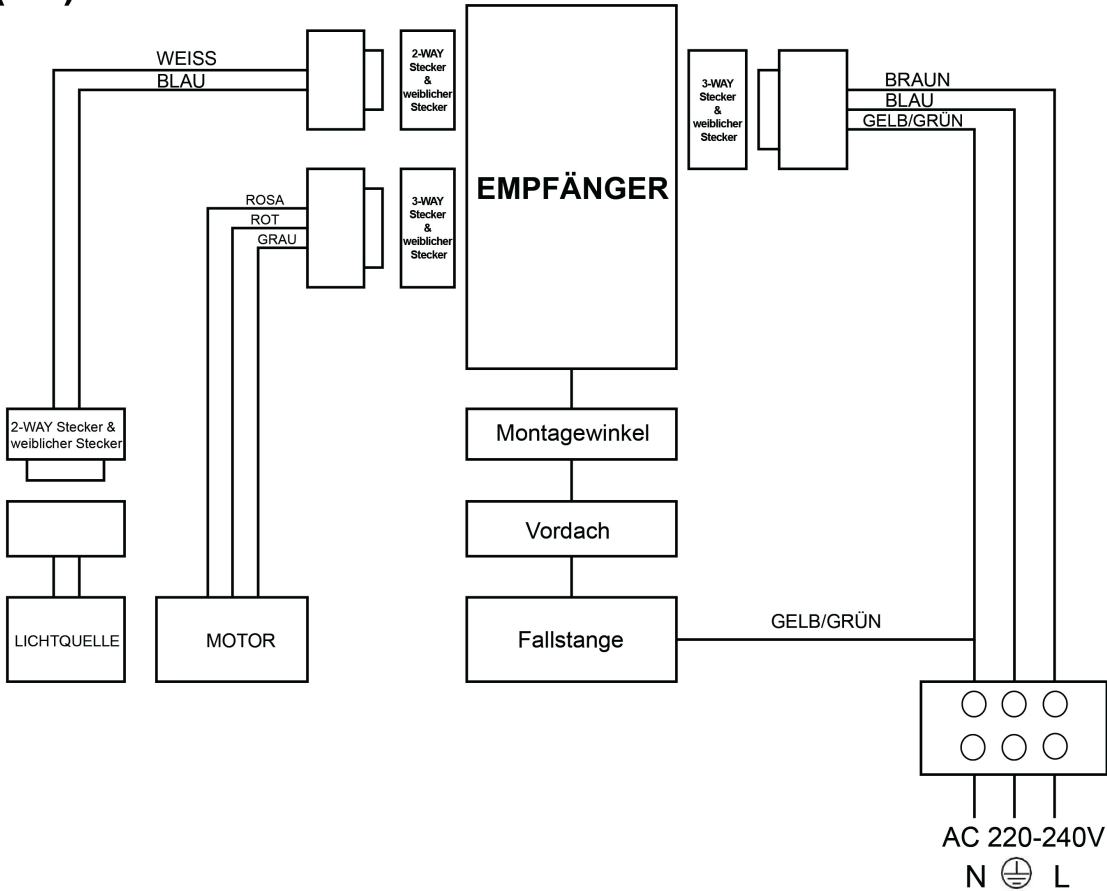 WEISS
BLAU
2-WAY
Stecker
&
weiblicher
Stecker
ROSA
ROT
GRAU
3-WAY
Stecker
&
weiblicher
Stecker
EMPFÄNGER
3-WAY
Stecker
&
weiblicher
Stecker
BRAUN
BLAU
GELB/GRÜN
2-WAY Stecker &
weiblicher Stecker
Montagewinkel
Vordach
LICHTQUELLE
MOTOR
Fallstange
GELB/GRÜN
AC 220-240V
N L